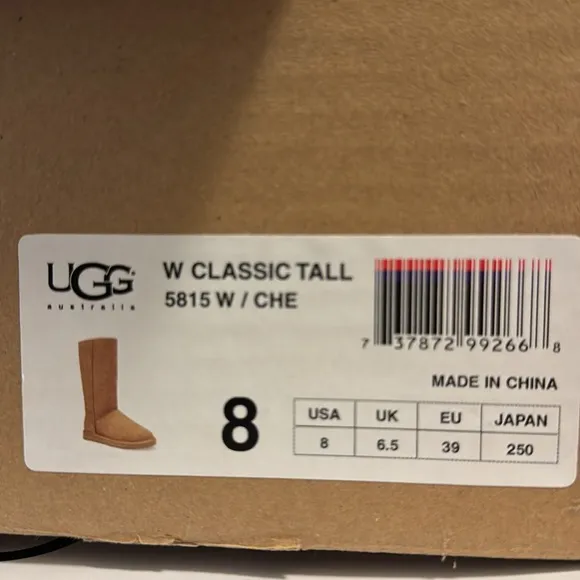 UGG
australia
W CLASSIC TALL
5815 W / CHE
7 37872 99266 8
MADE IN CHINA
8
USA UK EU JAPAN
8 6.5 39 250